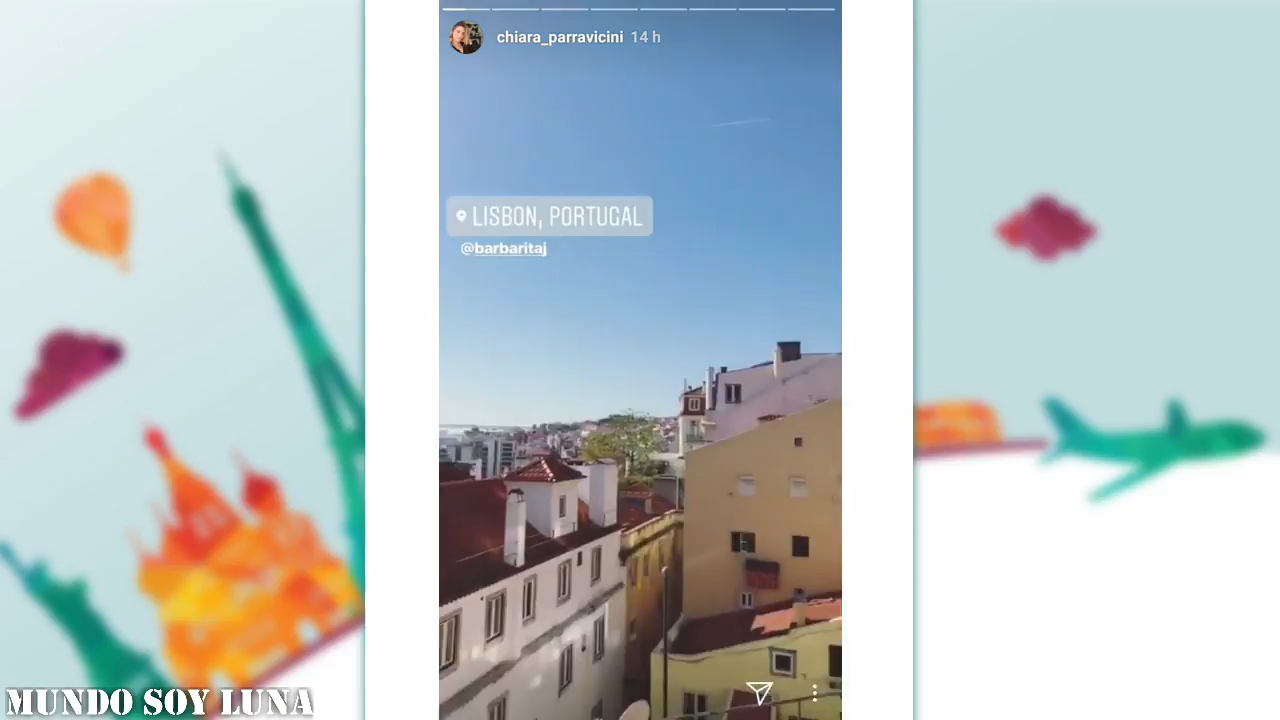 chiara_parravicini 14 h
LISBON, PORTUGAL
@barbaritaj
MUNDO SOY LUNA